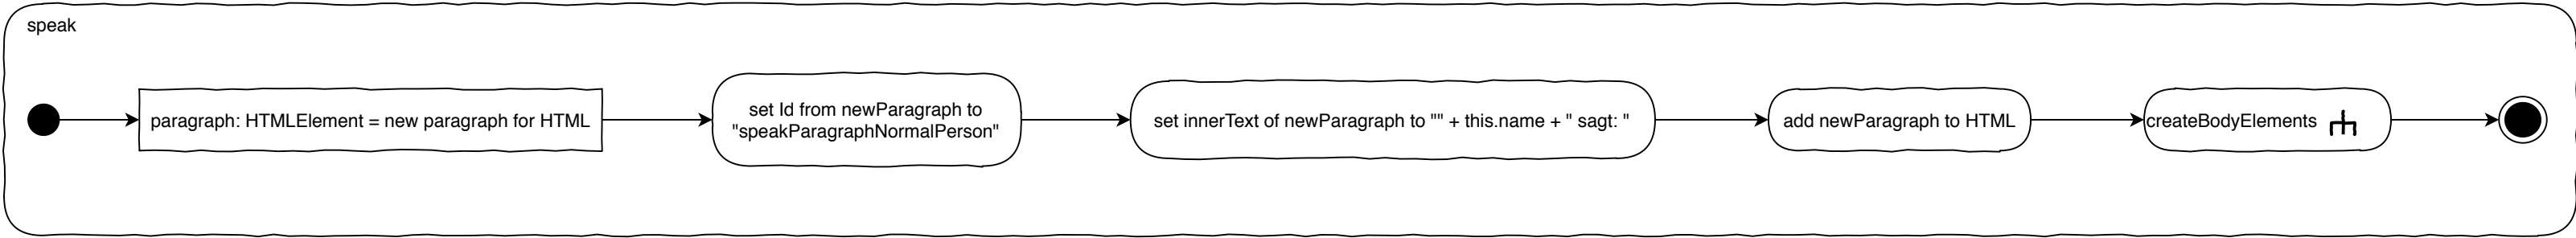 speak
paragraph: HTMLElement = new paragraph for HTML
set Id from newParagraph to
"speakParagraphNormalPerson"
set innerText of newParagraph to "" + this.name + " sagt: "
add newParagraph to HTML
createBodyElements